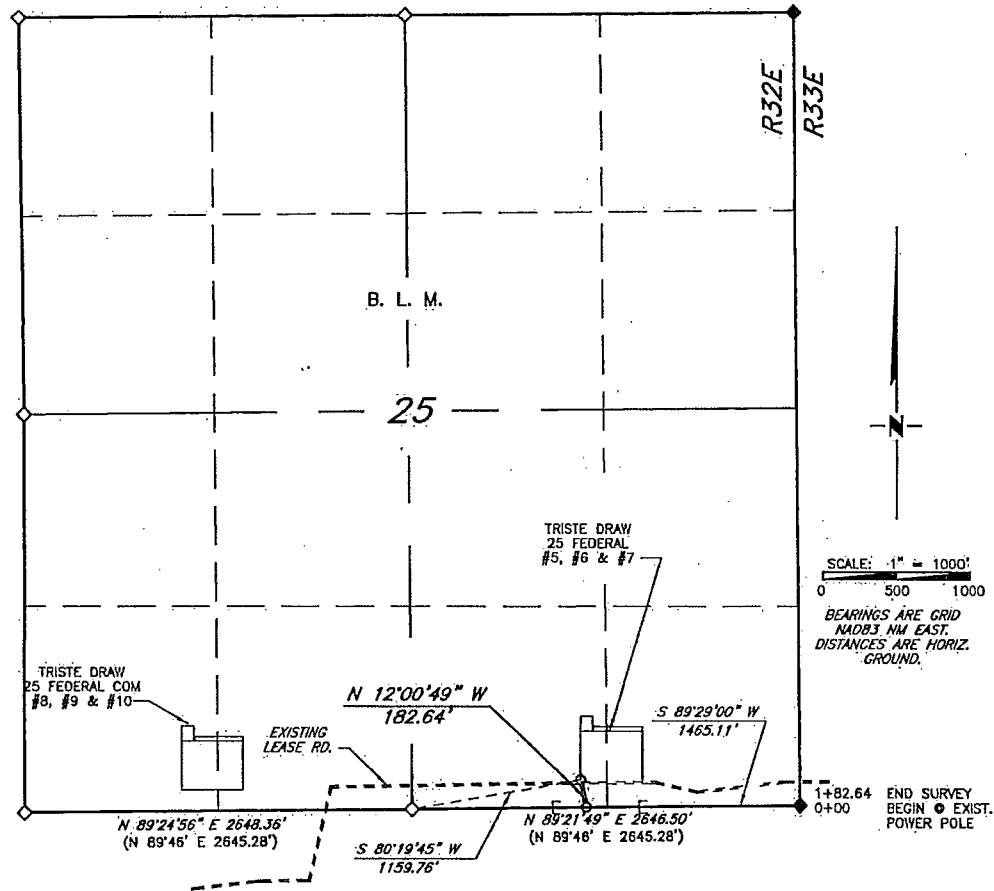 R32E
R33E
B. L. M.
25
TRISTE DRAW
25 FEDERAL
#5, #6 & #7
N
SCALE: 1" = 1000'
0 500 1000
BEARINGS ARE GRID
NAD83 NM EAST.
DISTANCES ARE HORIZ.
GROUND.
TRISTE DRAW
25 FEDERAL COM
#8, #9 & #10
N 12°00'49" W
182.64'
S 89°29'00" W
1465.11'
EXISTING
LEASE RD.
1+82.64 END SURVEY
0+00 BEGIN @ EXIST.
POWER POLE
N 89°24'56" E 2648.36'
(N 89°46' E 2645.28')
N 89°21'49" E 2646.50'
(N 89°46' E 2645.28')
S 80°19'45" W
1159.76'